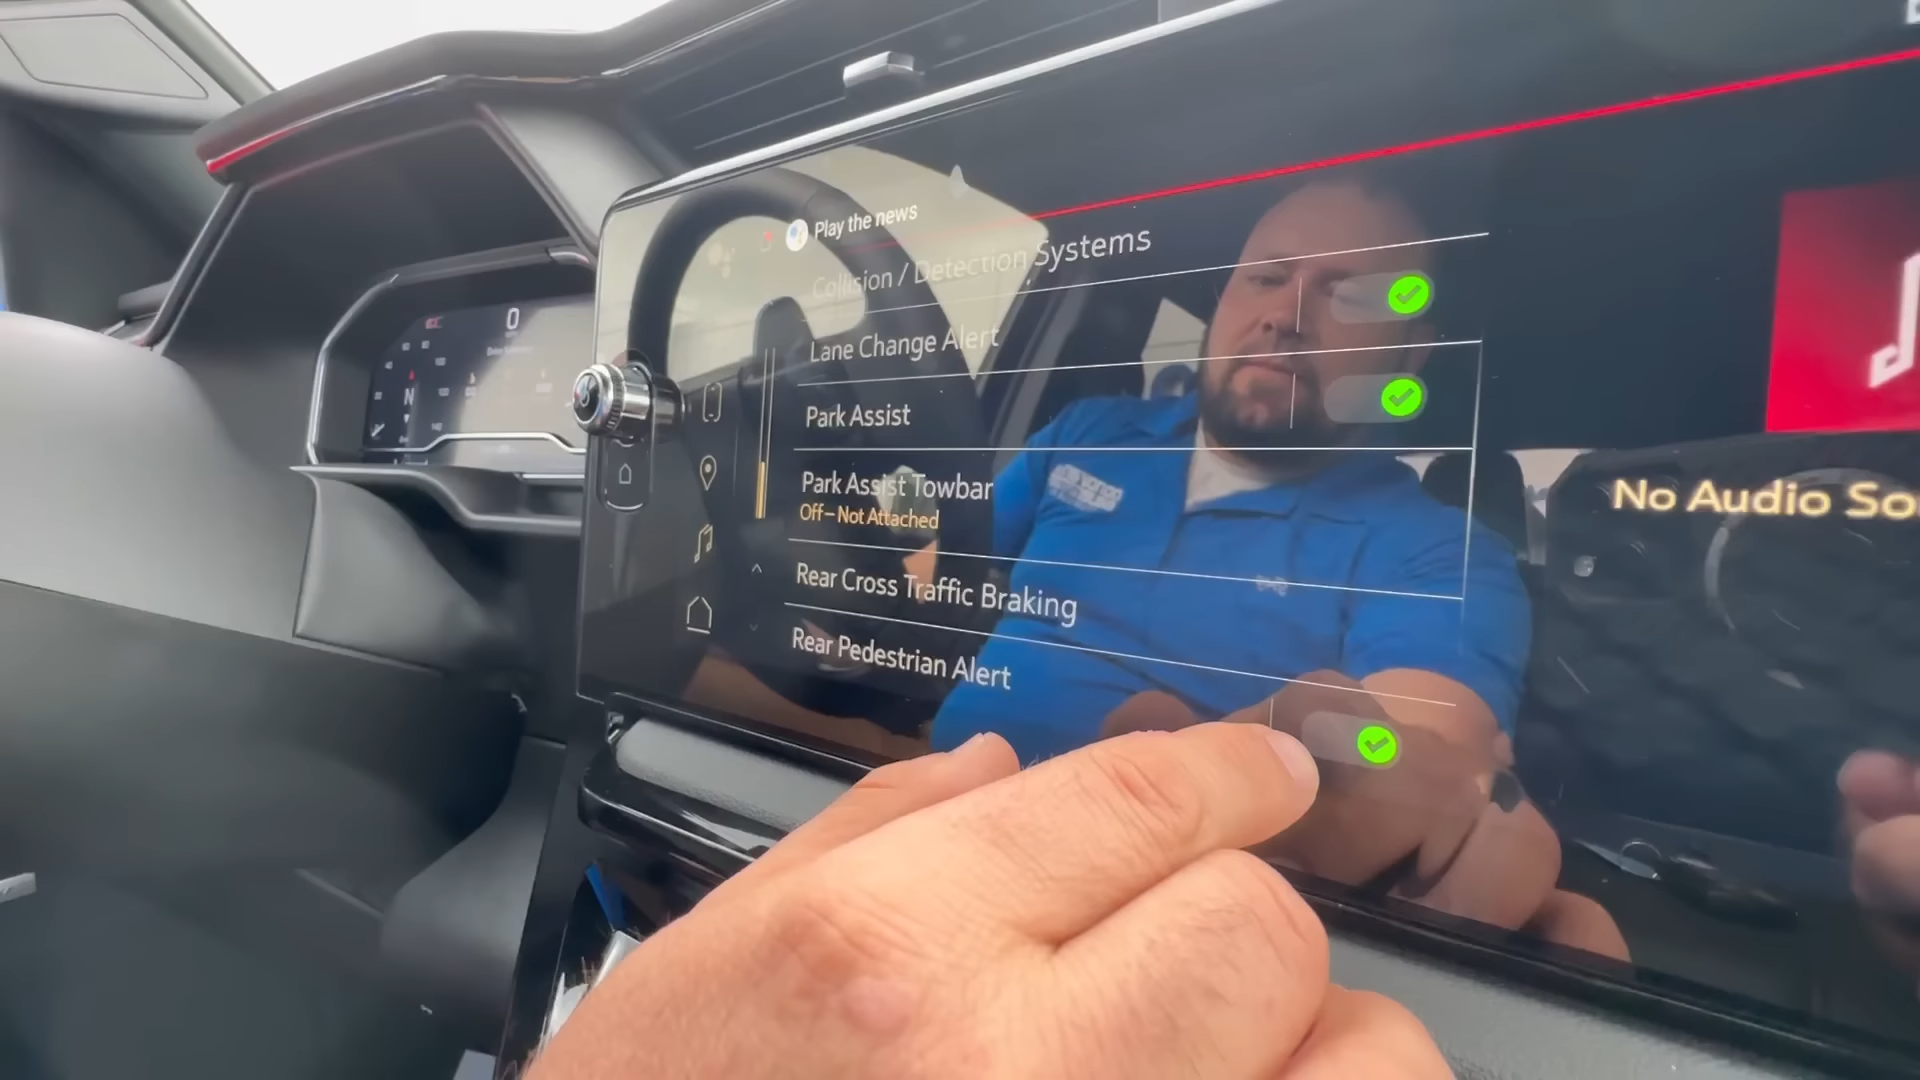 Play the news
Collision / Detection Systems
Lane Change Alert
Park Assist
Park Assist Towbar
Off – Not Attached
Rear Cross Traffic Braking
Rear Pedestrian Alert
No Audio So
0
N